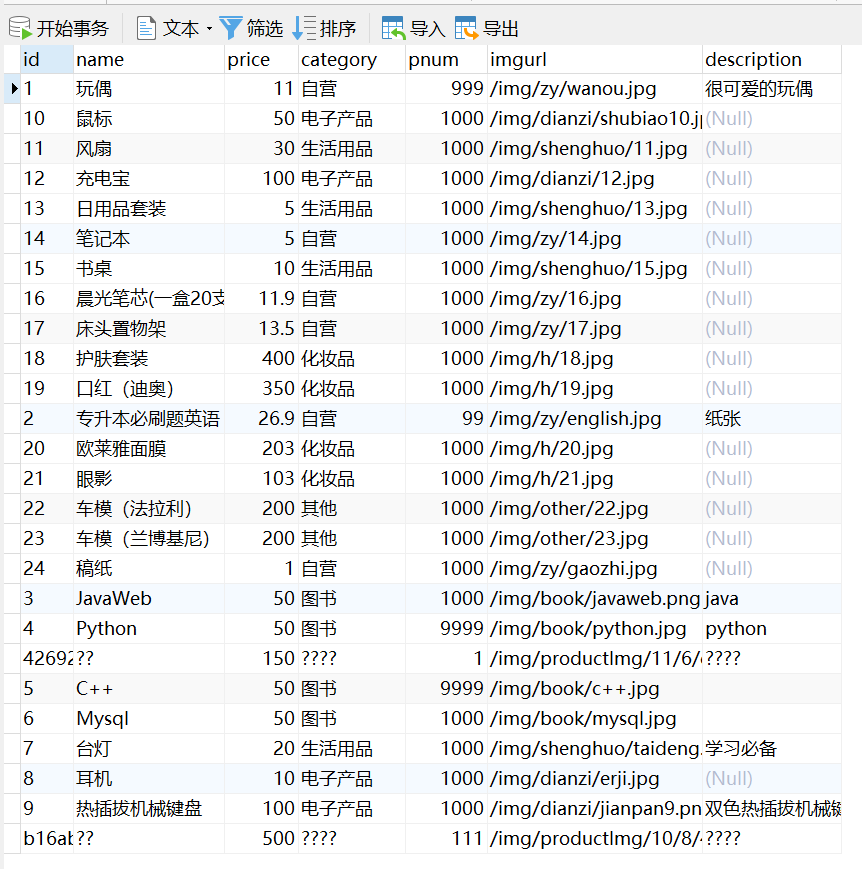 开始事务 文本 筛选 排序 导入 导出
id name price category pnum imgurl description
1 玩偶 11 自营 999 /img/zy/wanou.jpg 很可爱的玩偶
10 鼠标 50 电子产品 1000 /img/dianzi/shubiao10.jp (Null)
11 风扇 30 生活用品 1000 /img/shenghuo/11.jpg (Null)
12 充电宝 100 电子产品 1000 /img/dianzi/12.jpg (Null)
13 日用品套装 5 生活用品 1000 /img/shenghuo/13.jpg (Null)
14 笔记本 5 自营 1000 /img/zy/14.jpg (Null)
15 书桌 10 生活用品 1000 /img/shenghuo/15.jpg (Null)
16 晨光笔芯(一盒20支 11.9 自营 1000 /img/zy/16.jpg (Null)
17 床头置物架 13.5 自营 1000 /img/zy/17.jpg (Null)
18 护肤套装 400 化妆品 1000 /img/h/18.jpg (Null)
19 口红（迪奥） 350 化妆品 1000 /img/h/19.jpg (Null)
2 专升本必刷题英语 26.9 自营 99 /img/zy/english.jpg 纸张
20 欧莱雅面膜 203 化妆品 1000 /img/h/20.jpg (Null)
21 眼影 103 化妆品 1000 /img/h/21.jpg (Null)
22 车模（法拉利） 200 其他 1000 /img/other/22.jpg (Null)
23 车模（兰博基尼） 200 其他 1000 /img/other/23.jpg (Null)
24 稿纸 1 自营 1000 /img/zy/gaozhi.jpg (Null)
3 JavaWeb 50 图书 1000 /img/book/javaweb.png java
4 Python 50 图书 9999 /img/book/python.jpg python
42692 ?? 150 ???? 1 /img/productImg/11/6/ ????
5 C++ 50 图书 9999 /img/book/c++.jpg
6 Mysql 50 图书 1000 /img/book/mysql.jpg
7 台灯 20 生活用品 1000 /img/shenghuo/taideng. 学习必备
8 耳机 10 电子产品 1000 /img/dianzi/erji.jpg (Null)
9 热插拔机械键盘 100 电子产品 1000 /img/dianzi/jianpan9.pn 双色热插拔机械键
b16ab ?? 500 ???? 111 /img/productImg/10/8/ ????